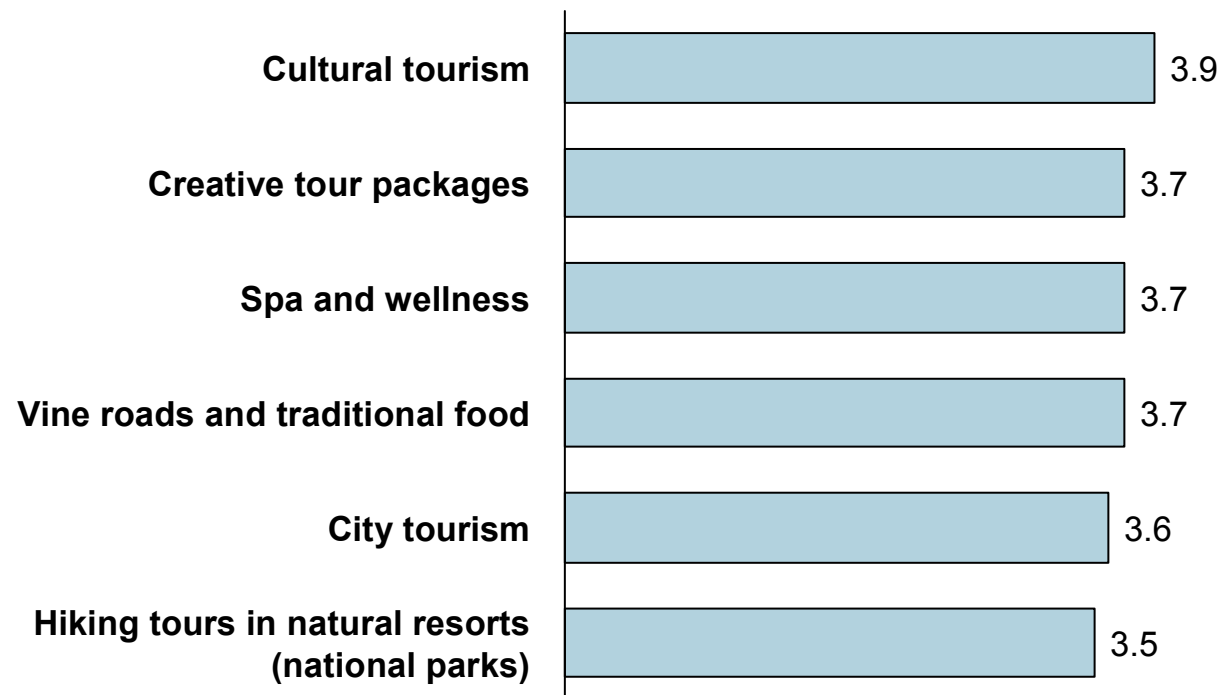 Cultural tourism 3.9
Creative tour packages 3.7
Spa and wellness 3.7
Vine roads and traditional food 3.7
City tourism 3.6
Hiking tours in natural resorts
(national parks) 3.5